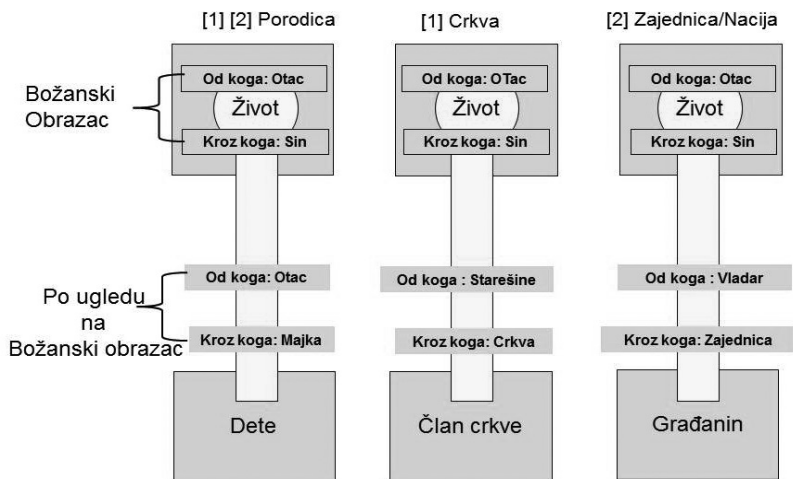 [1] [2] Porodica
[1] Crkva
[2] Zajednica/Nacija
Božanski
Obrazac
Od koga: Otac
Život
Kroz koga: Sin
Od koga: OTac
Život
Kroz koga: Sin
Od koga: Otac
Život
Kroz koga: Sin
Po ugledu
na
Božanski obrazac
Od koga: Otac
Kroz koga: Majka
Od koga : Starešine
Kroz koga: Crkva
Od koga : Vladar
Kroz koga: Zajednica
Dete
Član crkve
Građanin